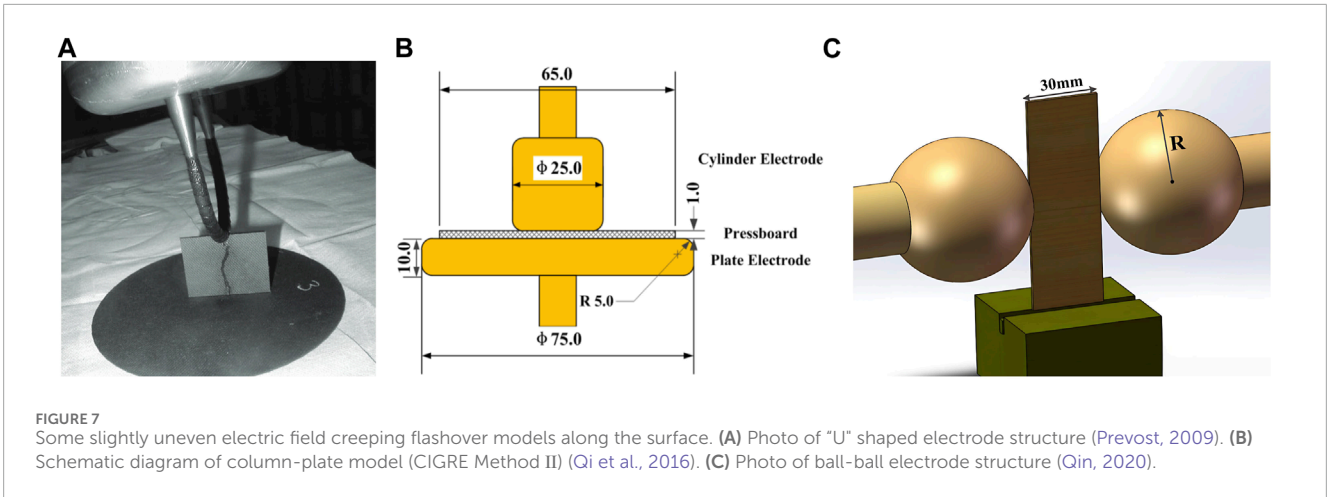 A
B
C
65.0
30mm
Cylinder Electrode
ϕ 25.0
1.0
R
Pressboard
Plate Electrode
10.0
R 5.0
ϕ 75.0
3
FIGURE 7
Some slightly uneven electric field creeping flashover models along the surface. (A) Photo of "U" shaped electrode structure (Prevost, 2009). (B)
Schematic diagram of column-plate model (CIGRE Method II) (Qi et al., 2016). (C) Photo of ball-ball electrode structure (Qin, 2020).